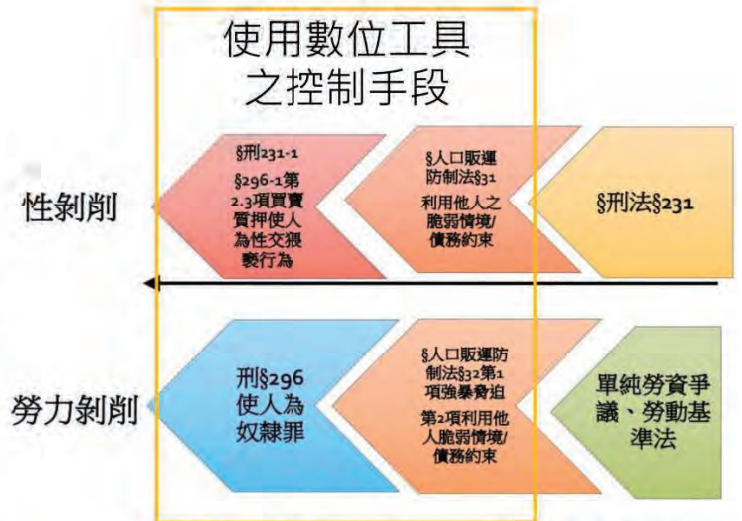 使用數位工具
之控制手段
性剝削
§刑231-1
§296-1第
2.3項買賣
質押使人
為性交猥
褻行為
§人口販運
防制法§31
利用他人之
脆弱情境/
債務約束
§刑法§231
勞力剝削
刑§296
使人為
奴隸罪
§人口販運防
制法§32第1
項強暴脅迫
第2項利用他
人脆弱情境/
債務約束
單純勞資爭
議、勞動基
準法